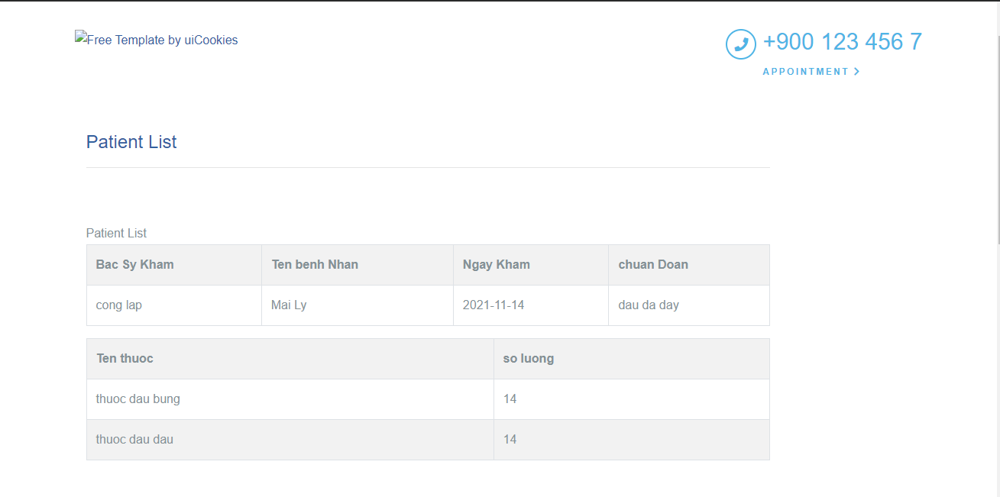 Free Template by uiCookies
+900 123 456 7
APPOINTMENT
Patient List
Patient List
Bac Sy Kham Ten benh Nhan Ngay Kham chuan Doan
cong lap Mai Ly 2021-11-14 dau da day
Ten thuoc so luong
thuoc dau bung 14
thuoc dau dau 14